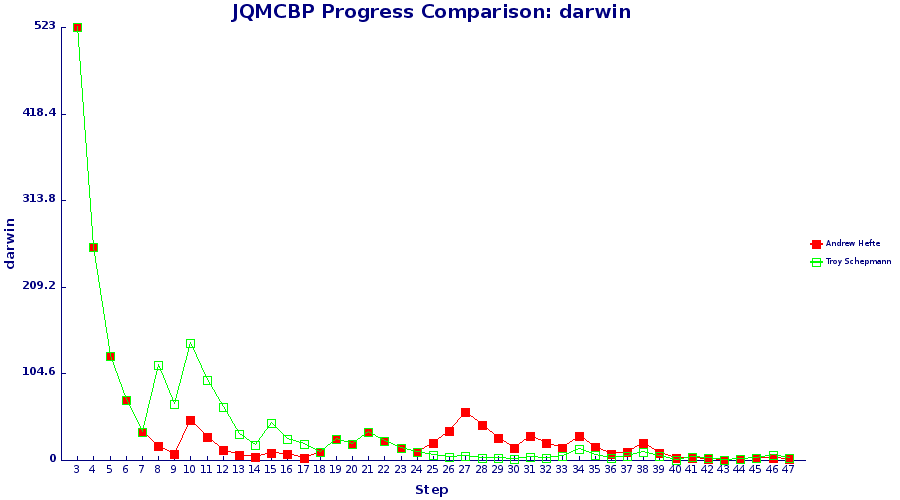 JQMCBP Progress Comparison: darwin
523
418.4
313.8
209.2
104.6
0
darwin
3 4 5 6 7 8 9 10 11 12 13 14 15 16 17 18 19 20 21 22 23 24 25 26 27 28 29 30 31 32 33 34 35 36 37 38 39 40 41 42 43 44 45 46 47
Step
Andrew Hefte
Troy Schepmann